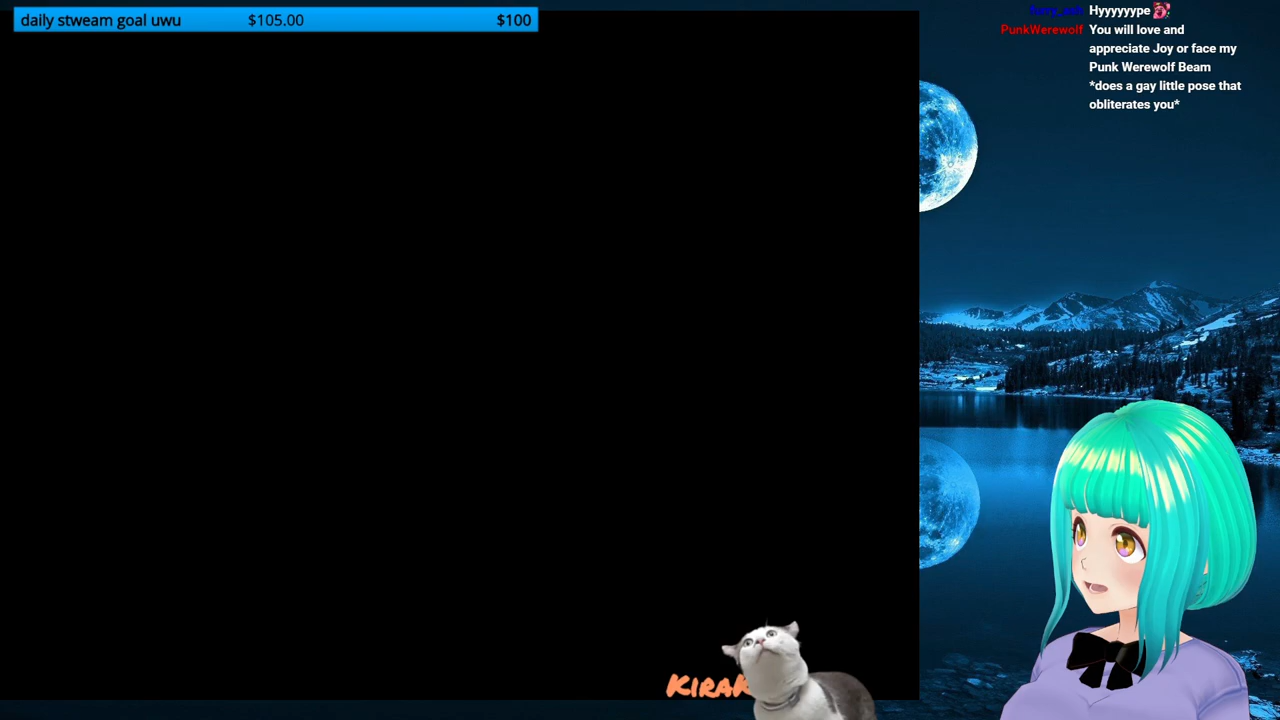 daily stweam goal uwu $105.00 $100
Hyyyyyype
PunkWerewolf You will love and
appreciate Joy or face my
Punk Werewolf Beam
*does a gay little pose that
obliterates you*